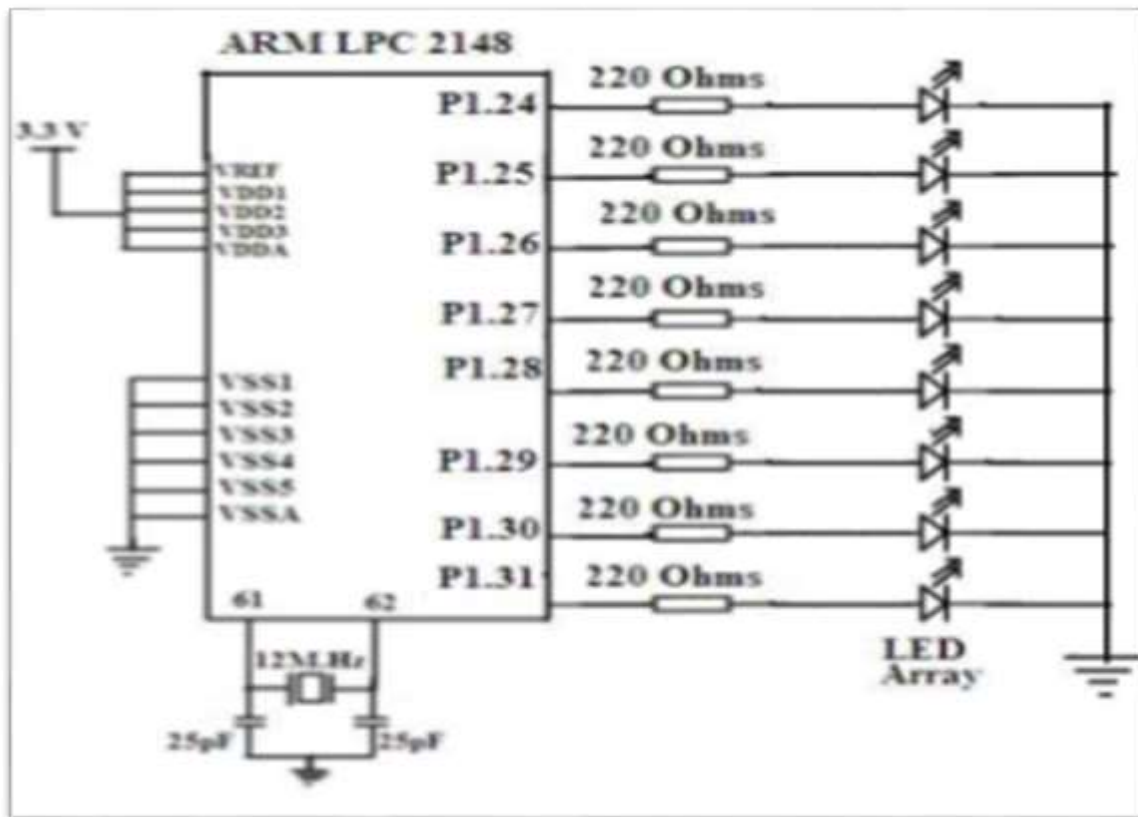 ARM LPC 2148
3.3 V
VREF
VDD1
VDD2
VDD3
VDDA
VSS1
VSS2
VSS3
VSS4
VSS5
VSSA
61
62
12MHz
25pF
25pF
P1.24
P1.25
P1.26
P1.27
P1.28
P1.29
P1.30
P1.31
220 Ohms
220 Ohms
220 Ohms
220 Ohms
220 Ohms
220 Ohms
220 Ohms
220 Ohms
LED
Array